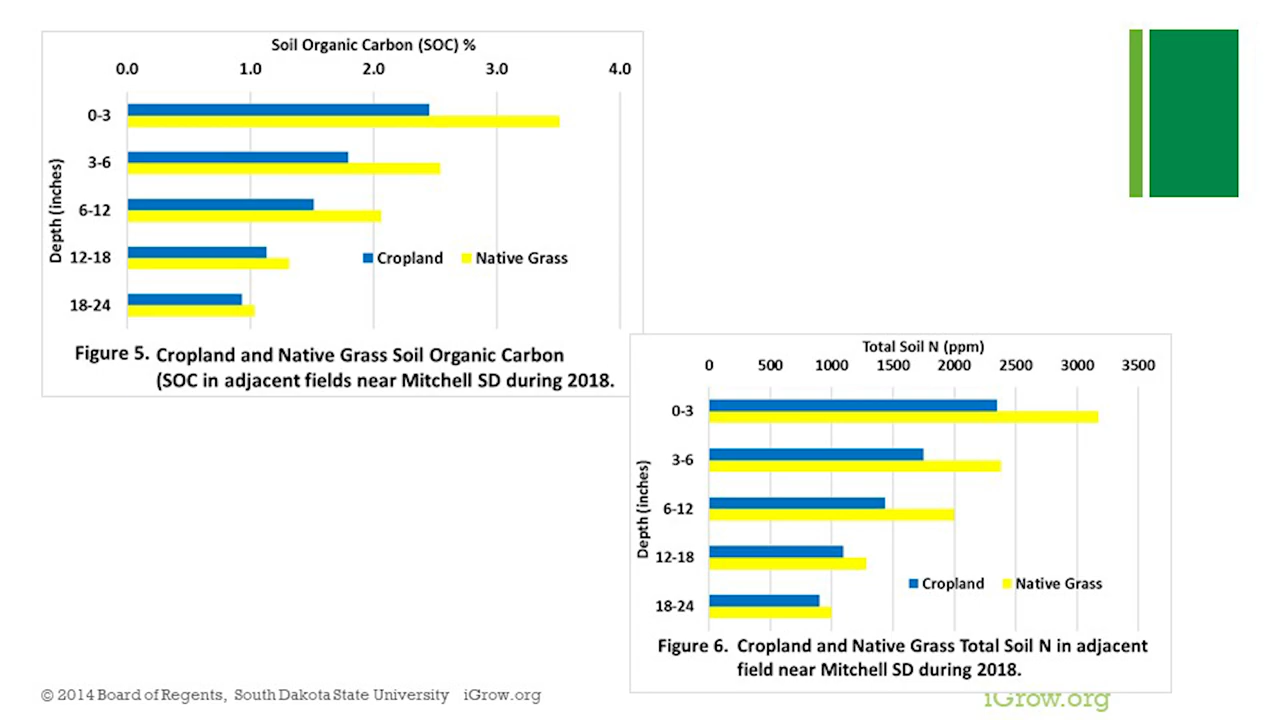 Soil Organic Carbon (SOC) %
0.0 1.0 2.0 3.0 4.0
Depth (inches)
0-3
3-6
6-12
12-18
18-24
Cropland Native Grass
Figure 5. Cropland and Native Grass Soil Organic Carbon
(SOC in adjacent fields near Mitchell SD during 2018.
Total Soil N (ppm)
0 500 1000 1500 2000 2500 3000 3500
Depth (inches)
0-3
3-6
6-12
12-18
18-24
Cropland Native Grass
Figure 6. Cropland and Native Grass Total Soil N in adjacent
field near Mitchell SD during 2018.
© 2014 Board of Regents, South Dakota State University iGrow.org
iGrow.org